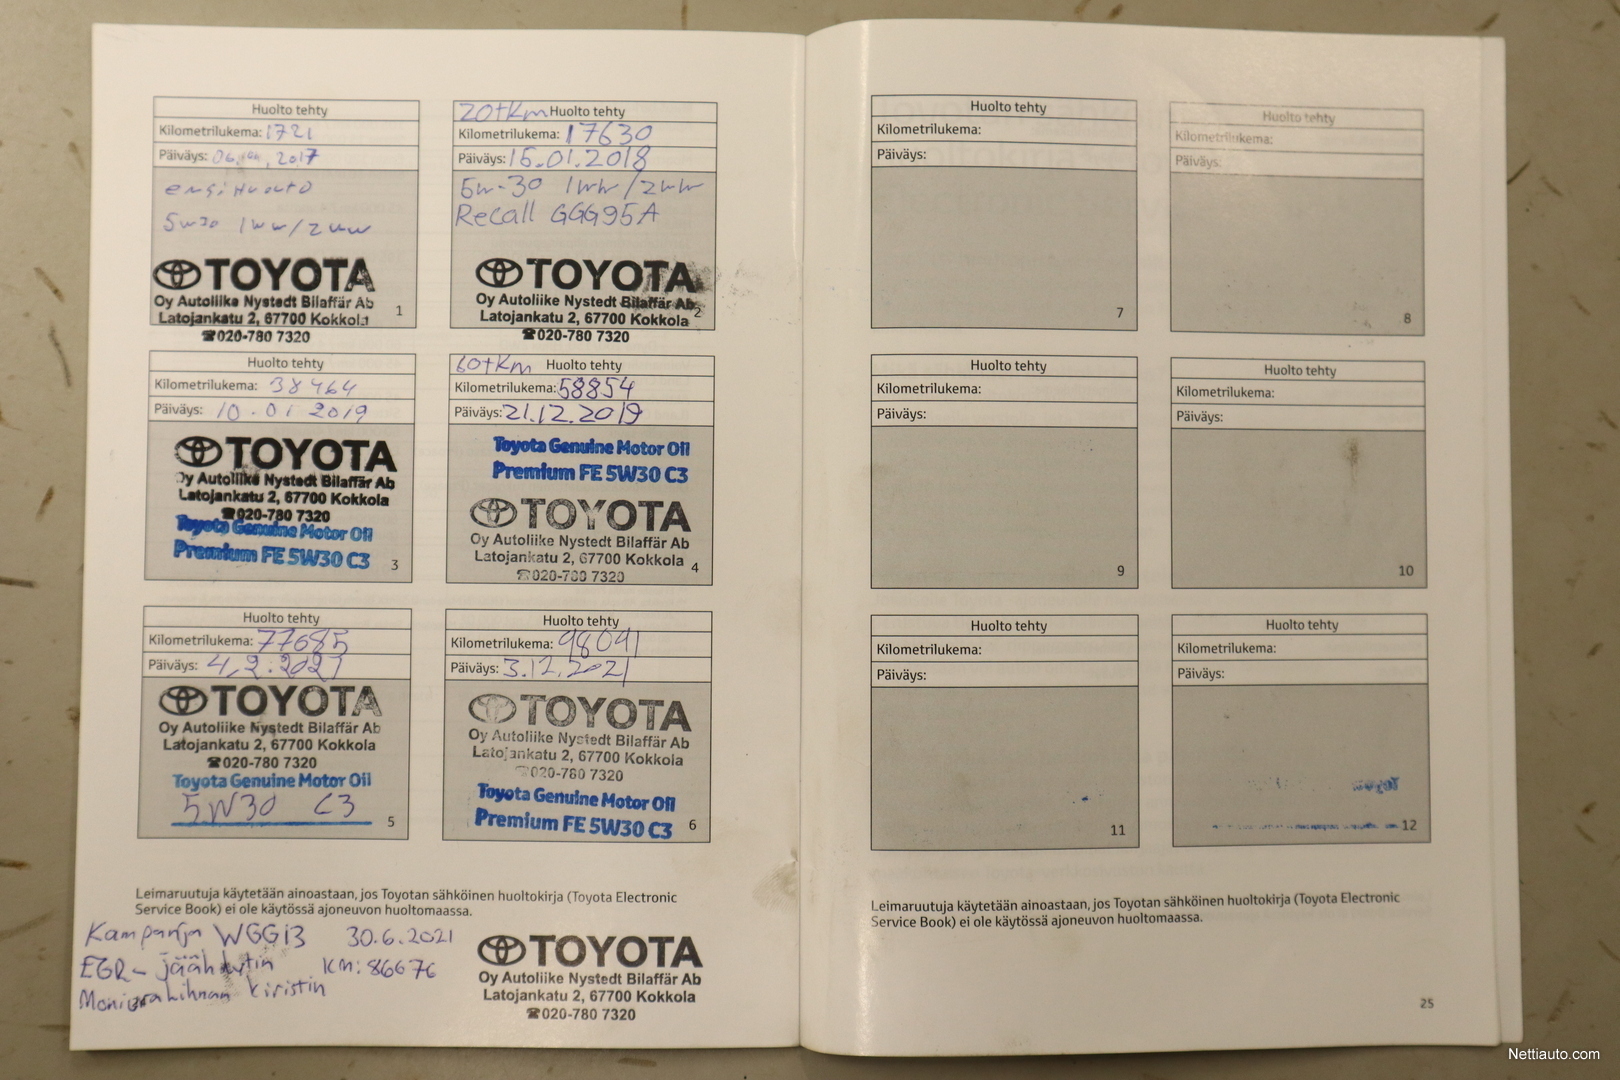 Huolto tehty
Kilometrilukema: 1721
Päiväys: 06. 2017
ensihuolto
5w30 1ww/2ww
TOYOTA
Oy Autoliike Nystedt Bilaffär Ab
Latojankatu 2, 67700 Kokkola
☎020-780 7320
1
20tkm Huolto tehty
Kilometrilukema: 17630
Päiväys: 15.01.2018
5w-30 1ww/2ww
Recall GGG95A
TOYOTA
Oy Autoliike Nystedt Bilaffär Ab
Latojankatu 2, 67700 Kokkola
☎020-780 7320
2
Huolto tehty
Kilometrilukema: 38464
Päiväys: 10.01 2019
TOYOTA
Oy Autoliike Nystedt Bilaffär Ab
Latojankatu 2, 67700 Kokkola
☎020-780 7320
Toyota Genuine Motor Oil
Premium FE 5W30 C3
3
60tkm Huolto tehty
Kilometrilukema: 58854
Päiväys: 21.12.2019
Toyota Genuine Motor Oil
Premium FE 5W30 C3
TOYOTA
Oy Autoliike Nystedt Bilaffär Ab
Latojankatu 2, 67700 Kokkola
☎020-780 7320
4
Huolto tehty
Kilometrilukema: 77685
Päiväys: 4.2.2021
TOYOTA
Oy Autoliike Nystedt Bilaffär Ab
Latojankatu 2, 67700 Kokkola
☎020-780 7320
Toyota Genuine Motor Oil
5W30 C3
5
Huolto tehty
Kilometrilukema: 98091
Päiväys: 3.12.2021
TOYOTA
Oy Autoliike Nystedt Bilaffär Ab
Latojankatu 2, 67700 Kokkola
☎020-780 7320
Toyota Genuine Motor Oil
Premium FE 5W30 C3
6
Leimaruutuja käytetään ainoastaan, jos Toyotan sähköinen huoltokirja (Toyota Electronic
Service Book) ei ole käytössä ajoneuvon huoltomaassa.
Kampanja WGG13 30.6.2021
EGR-jäähdytin KM: 86676
Moniurahihnan kiristin
TOYOTA
Oy Autoliike Nystedt Bilaffär Ab
Latojankatu 2, 67700 Kokkola
☎020-780 7320
Huolto tehty
Kilometrilukema:
Päiväys:
7
Huolto tehty
Kilometrilukema:
Päiväys:
8
Huolto tehty
Kilometrilukema:
Päiväys:
9
Huolto tehty
Kilometrilukema:
Päiväys:
10
Huolto tehty
Kilometrilukema:
Päiväys:
11
Huolto tehty
Kilometrilukema:
Päiväys:
12
Leimaruutuja käytetään ainoastaan, jos Toyotan sähköinen huoltokirja (Toyota Electronic
Service Book) ei ole käytössä ajoneuvon huoltomaassa.
25
Nettiauto.com